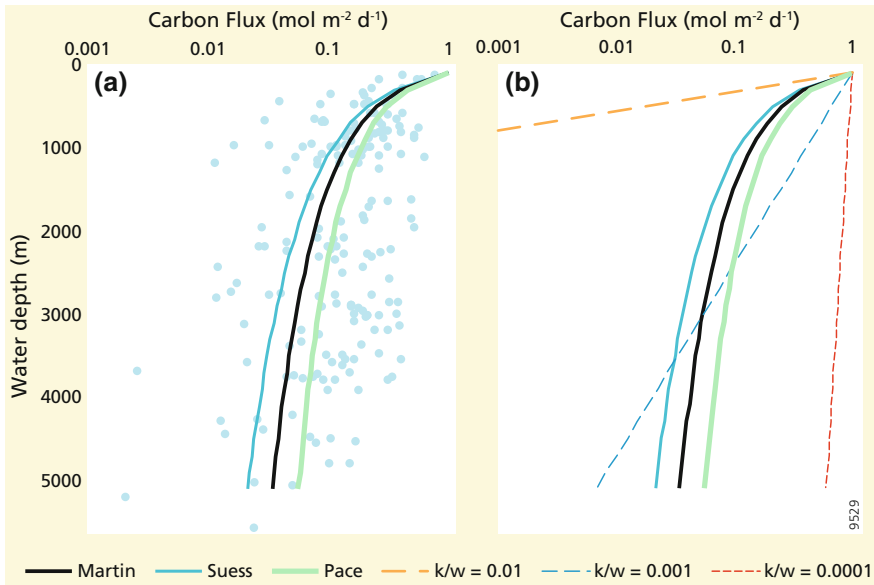 Carbon Flux (mol m⁻² d⁻¹)
Carbon Flux (mol m⁻² d⁻¹)
0.001 0.01 0.1 1
0.001 0.01 0.1 1
(a)
(b)
Water depth (m)
0
1000
2000
3000
4000
5000
9529
Martin Suess Pace k/w = 0.01 k/w = 0.001 k/w = 0.0001